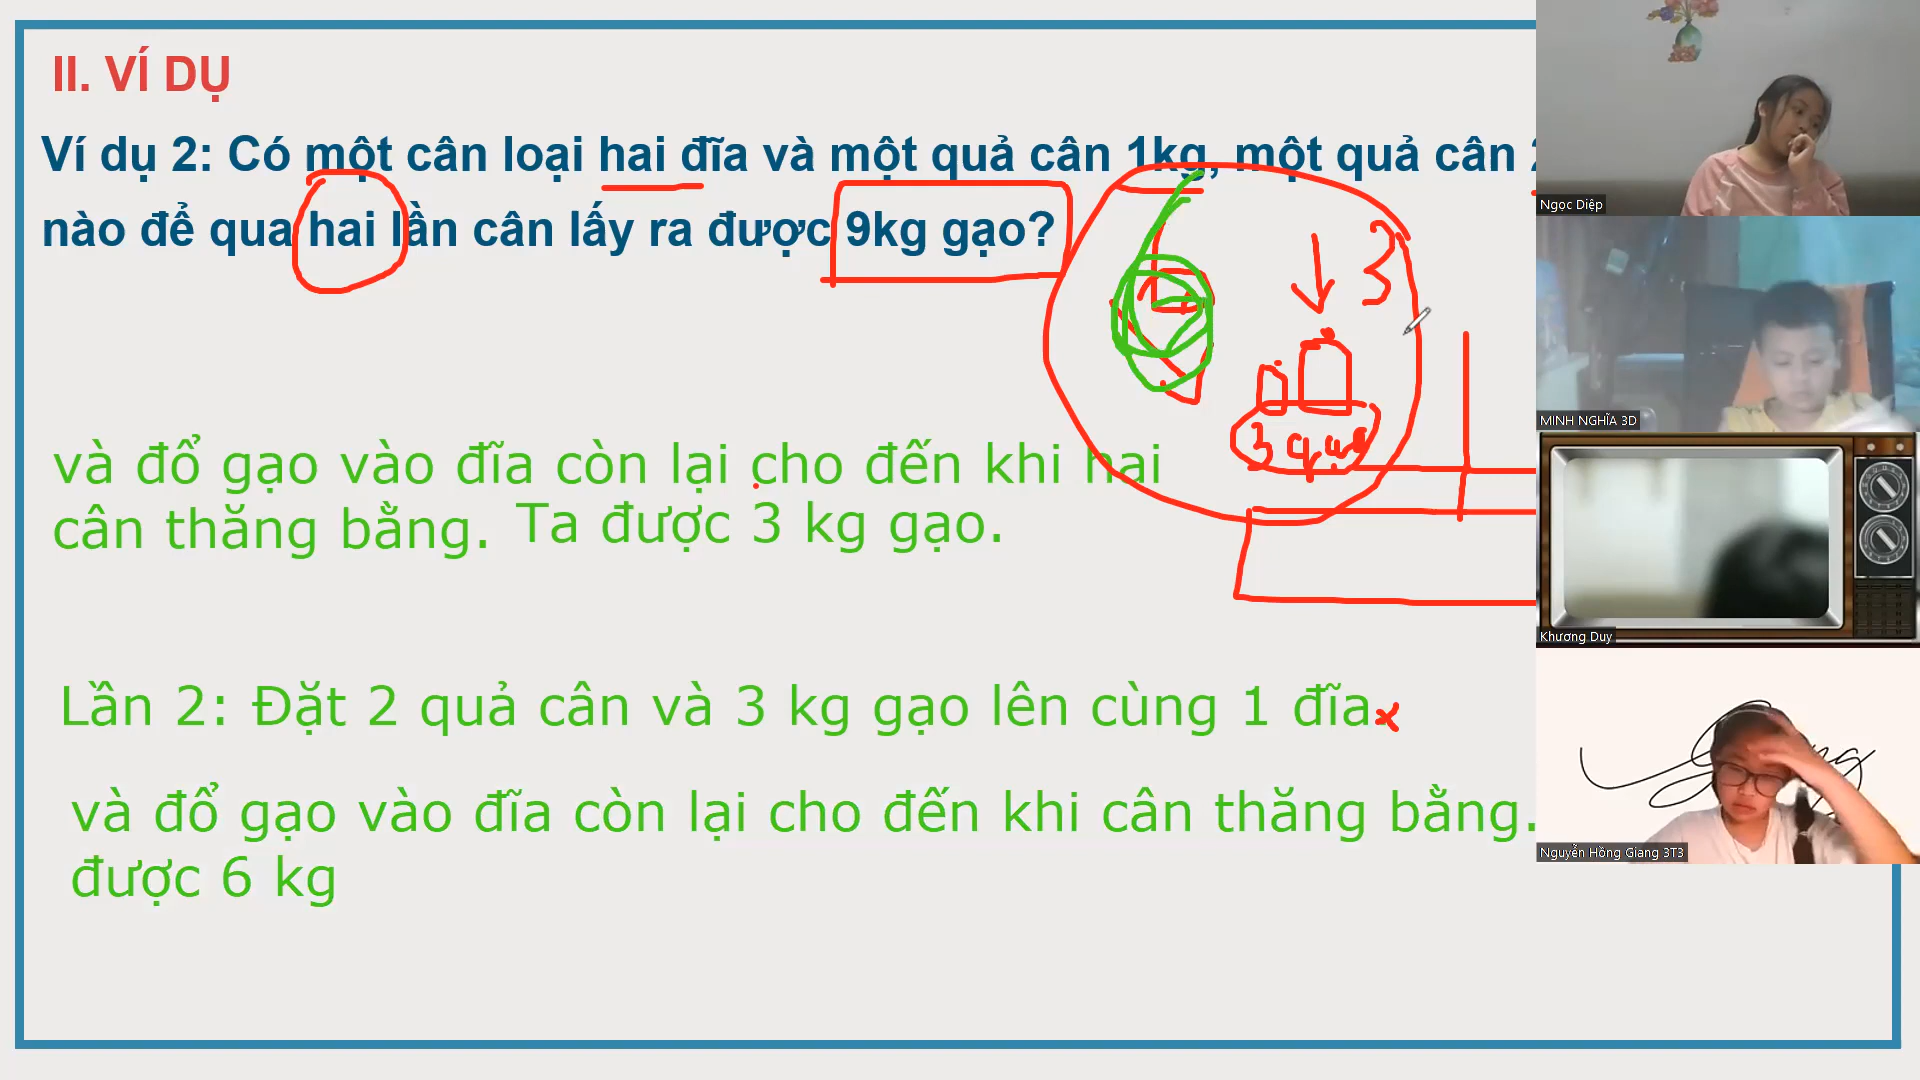 II. VÍ DỤ
Ví dụ 2: Có một cân loại hai đĩa và một quả cân 1kg, một quả cân
nào để qua hai lần cân lấy ra được 9kg gạo?
3
và đổ gạo vào đĩa còn lại cho đến khi hai
cân thăng bằng. Ta được 3 kg gạo.
Lần 2: Đặt 2 quả cân và 3 kg gạo lên cùng 1 đĩa
và đổ gạo vào đĩa còn lại cho đến khi cân thăng bằng.
được 6 kg
Ngọc Diệp
MINH NGHĨA 3D
Khương Duy
Nguyễn Hồng Giang 3T3